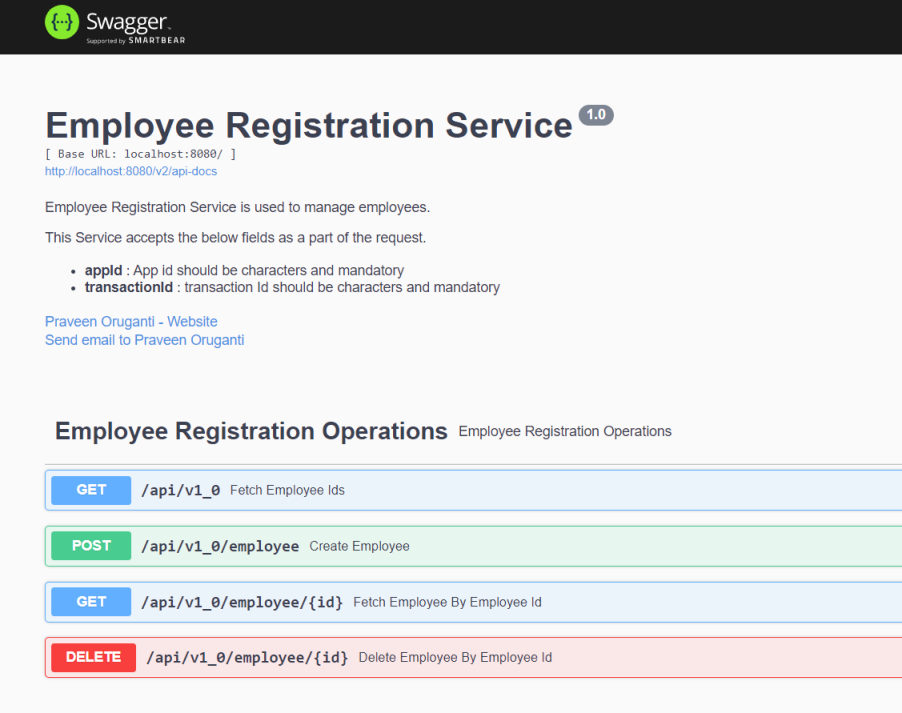 {···} Swagger™
Supported by SMARTBEAR
Employee Registration Service 1.0
[ Base URL: localhost:8080/ ]
http://localhost:8080/v2/api-docs
Employee Registration Service is used to manage employees.
This Service accepts the below fields as a part of the request.
• appId : App id should be characters and mandatory
• transactionId : transaction Id should be characters and mandatory
Praveen Oruganti - Website
Send email to Praveen Oruganti
Employee Registration Operations Employee Registration Operations
GET /api/v1_0 Fetch Employee Ids
POST /api/v1_0/employee Create Employee
GET /api/v1_0/employee/{id} Fetch Employee By Employee Id
DELETE /api/v1_0/employee/{id} Delete Employee By Employee Id